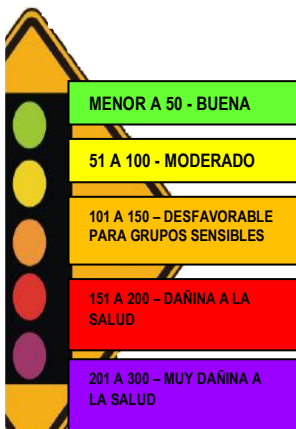 MENOR A 50 - BUENA
51 A 100 - MODERADO
101 A 150 – DESFAVORABLE
PARA GRUPOS SENSIBLES
151 A 200 – DAÑINA A LA
SALUD
201 A 300 – MUY DAÑINA A
LA SALUD